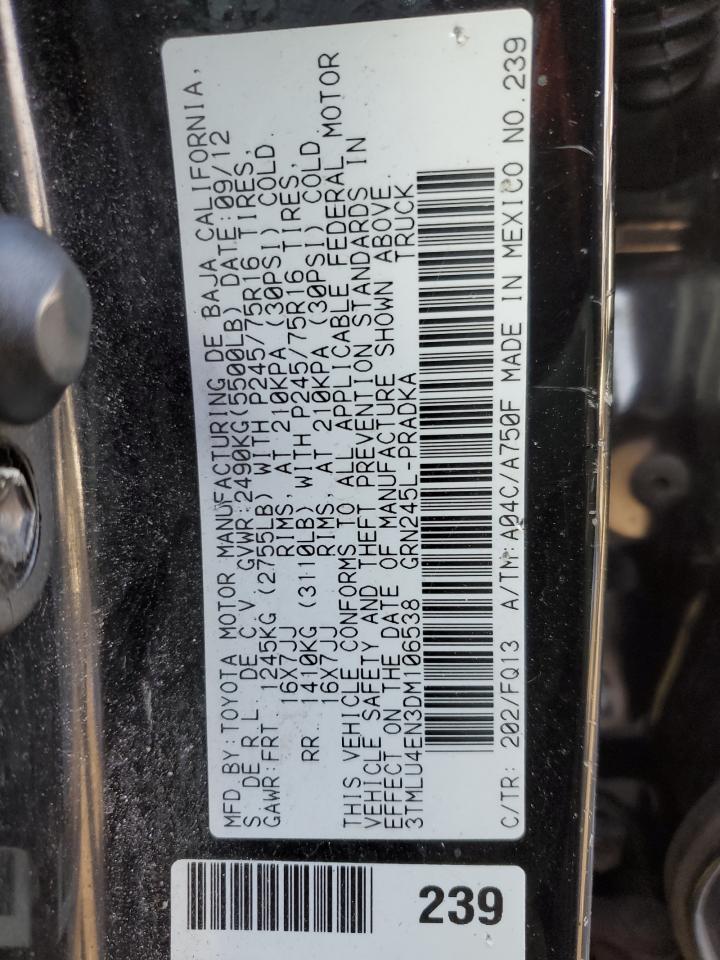 MFD BY: TOYOTA MOTOR MANUFACTURING DE BAJA CALIFORNIA,
S DE R L DE C V GVWR:2490KG(5500LB) DATE:09/12
GAWR:FRT 1245KG (2755LB) WITH P245/75R16 TIRES,
16X7JJ RIMS, AT 210KPA (30PSI) COLD.
RR 1410KG (3110LB) WITH P245/75R16 TIRES,
16X7JJ RIMS, AT 210KPA (30PSI) COLD
THIS VEHICLE CONFORMS TO ALL APPLICABLE FEDERAL MOTOR
VEHICLE SAFETY AND THEFT PREVENTION STANDARDS IN
EFFECT ON THE DATE OF MANUFACTURE SHOWN ABOVE.
3TMLU4EN3DM106538 GRN245L-PRADKA TRUCK
C/TR: 202/FQ13 A/TM: A04C/A750F MADE IN MEXICO NO.239
239